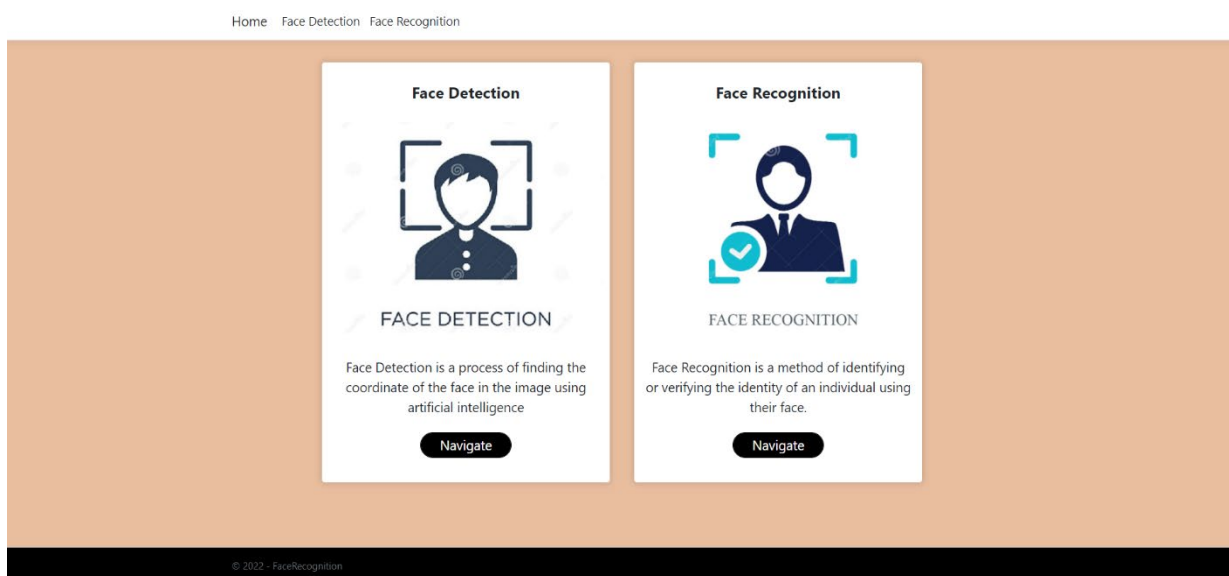 Home Face Detection Face Recognition
Face Detection
FACE DETECTION
Face Detection is a process of finding the
coordinate of the face in the image using
artificial intelligence
Navigate
Face Recognition
FACE RECOGNITION
Face Recognition is a method of identifying
or verifying the identity of an individual using
their face.
Navigate
© 2022 - FaceRecognition